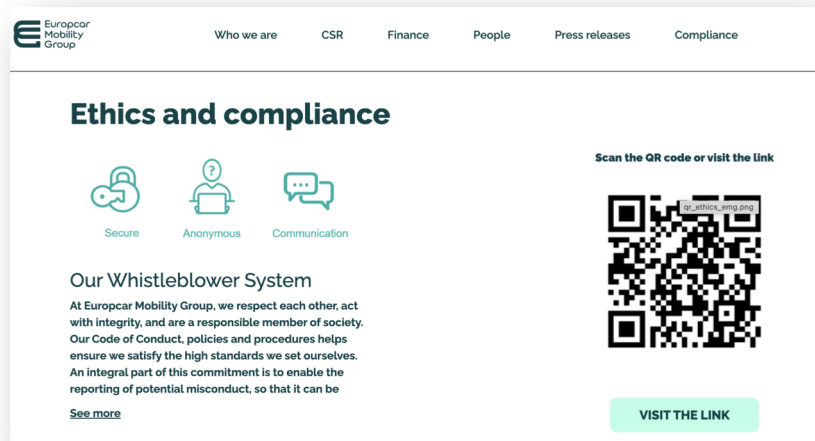 Europcar
Mobility
Group
Who we are
CSR
Finance
People
Press releases
Compliance
Ethics and compliance
?
Secure
Anonymous
Communication
Our Whistleblower System
At Europcar Mobility Group, we respect each other, act
with integrity, and are a responsible member of society.
Our Code of Conduct, policies and procedures helps
ensure we satisfy the high standards we set ourselves.
An integral part of this commitment is to enable the
reporting of potential misconduct, so that it can be
See more
Scan the QR code or visit the link
qr_ethics_emg.png
VISIT THE LINK